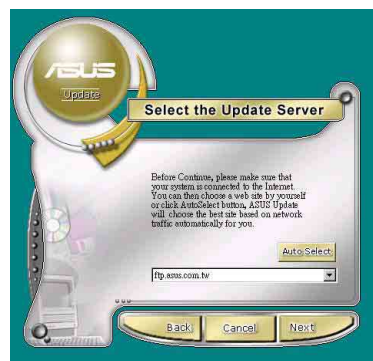 ASUS
Update
Select the Update Server
Before Continue, please make sure that
your system is connected to the Internet.
You can then choose a web site by yourself
or click AutoSelect button, ASUS Update
will choose the best site based on network
traffic automatically for you.
Auto Select
ftp.asus.com.tw
Back Cancel Next